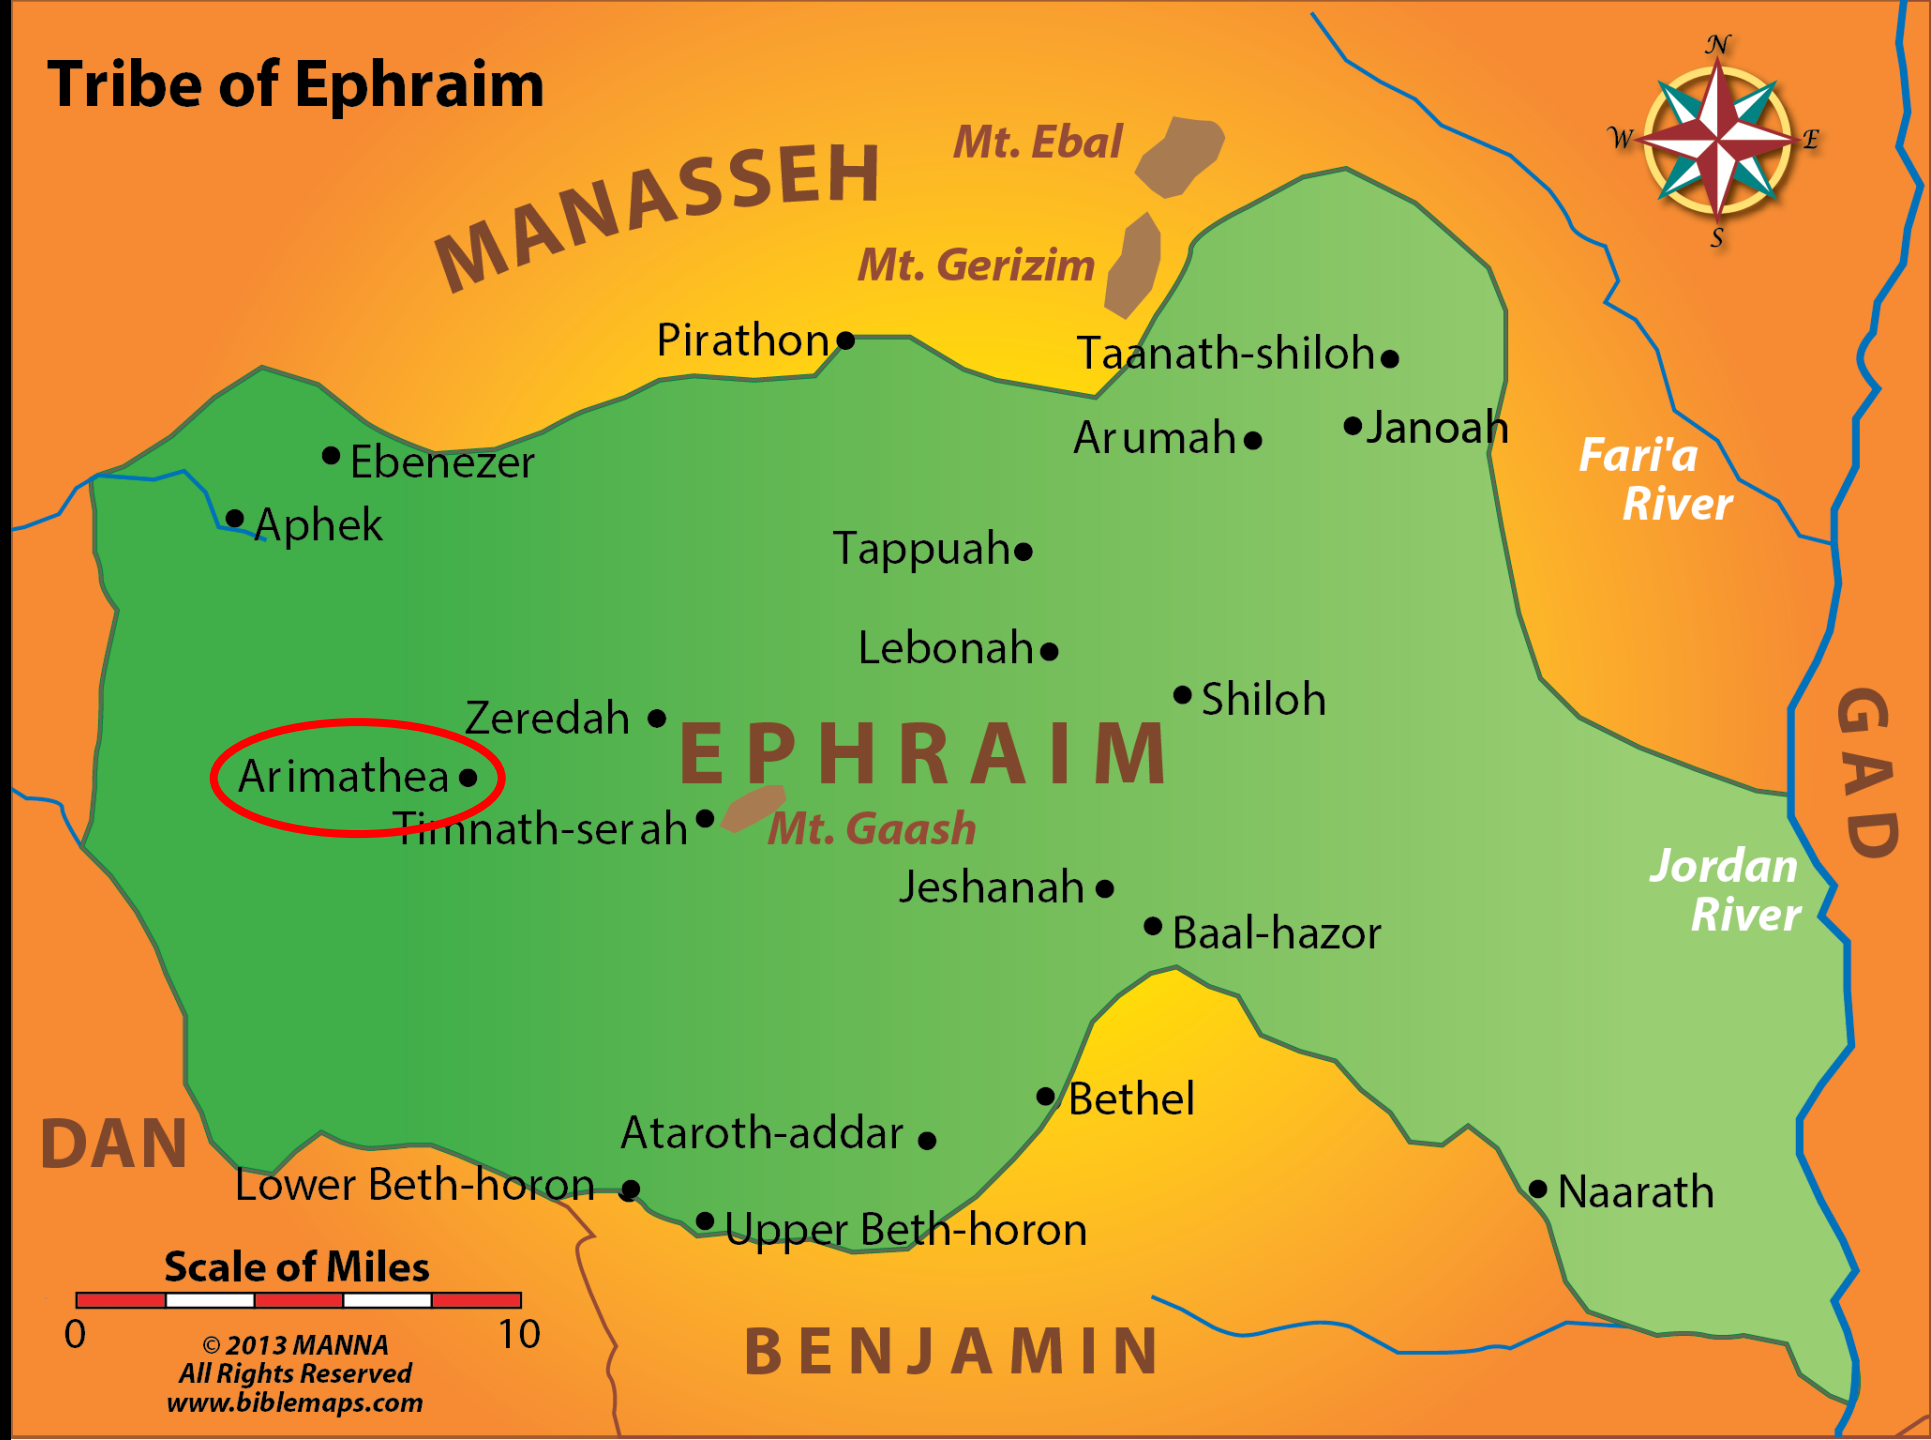 Tribe of Ephraim
N
W
E
S
MANASSEH
Mt. Ebal
Mt. Gerizim
Pirathon
Taanath-shiloh
Arumah
Janoah
Fari'a
River
Ebenezer
Aphek
Tappuah
Lebonah
Shiloh
Zeredah
EPHRAIM
GAD
Arimathea
Timnath-serah
Mt. Gaash
Jordan
River
Jeshanah
Baal-hazor
Bethel
DAN
Ataroth-addar
Lower Beth-horon
Naarath
Upper Beth-horon
Scale of Miles
0
10
© 2013 MANNA
All Rights Reserved
www.biblemaps.com
BENJAMIN